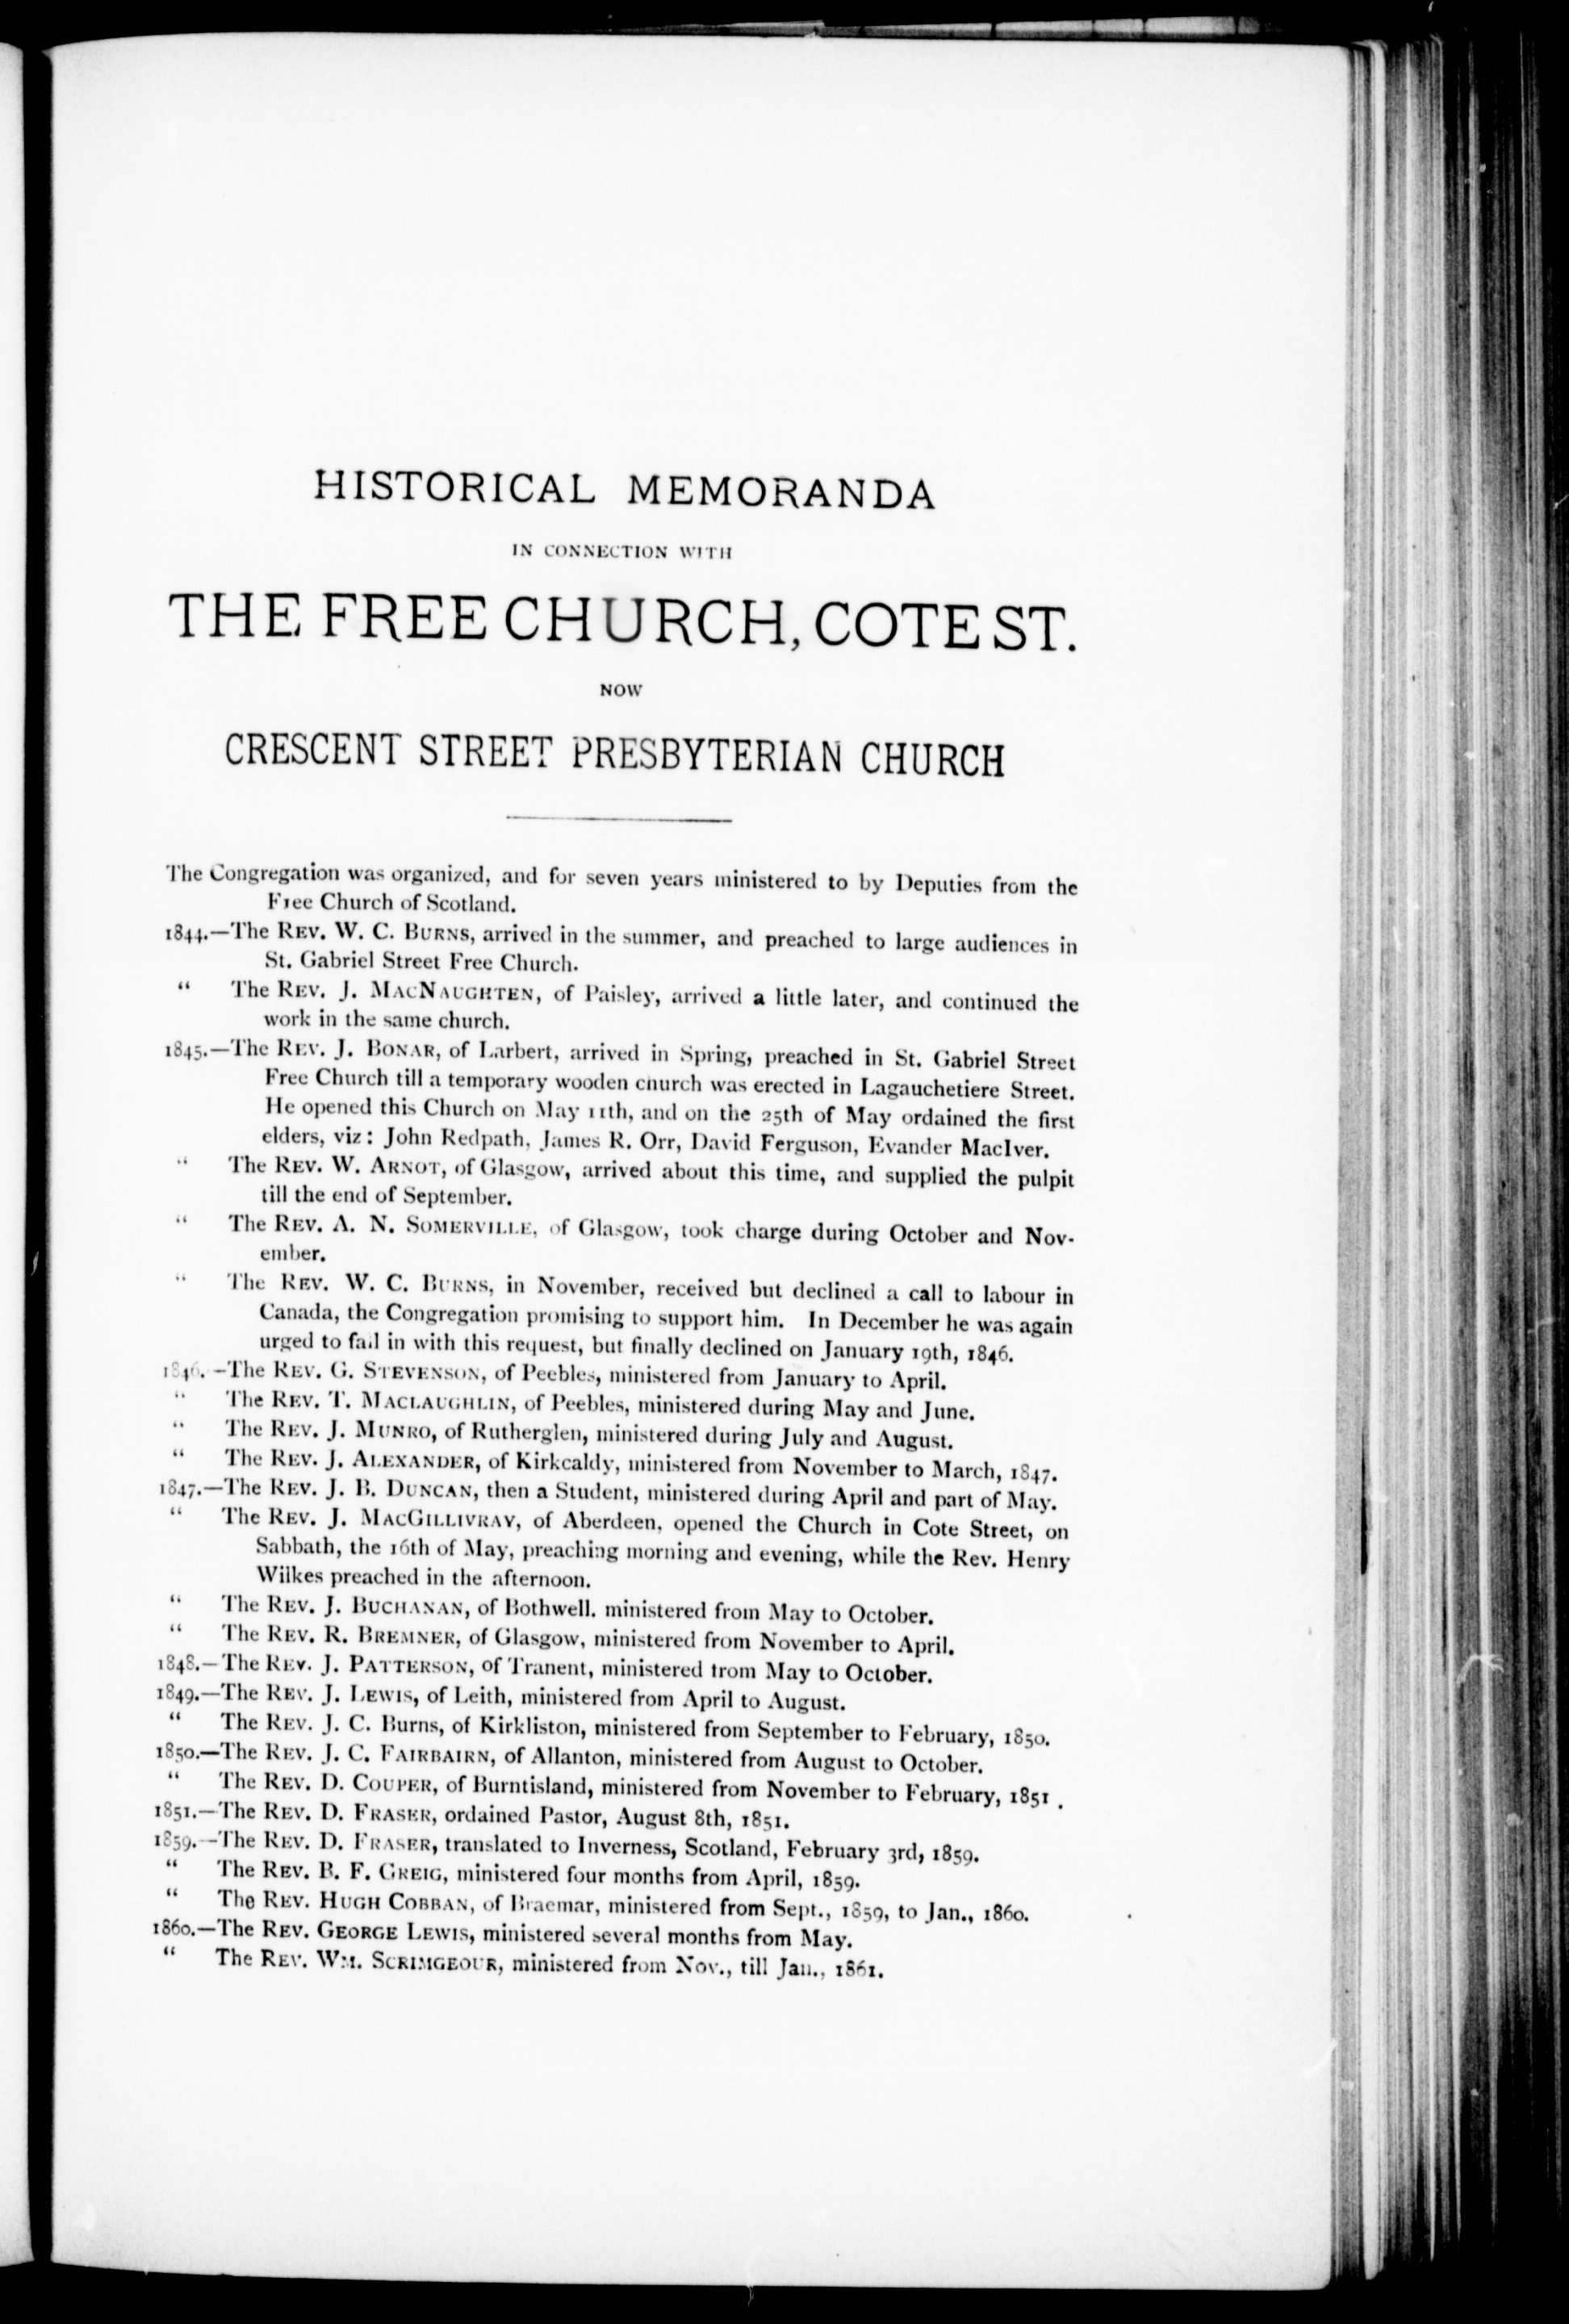 HISTORICAL MEMORANDA
IN CONNECTION WITH
THE FREE CHURCH, COTE ST.
NOW
CRESCENT STREET PRESBYTERIAN CHURCH
The Congregation was organized, and for seven years ministered to by Deputies from the
Free Church of Scotland.
1844.—The REV. W. C. BURNS, arrived in the summer, and preached to large audiences in
St. Gabriel Street Free Church.
“ The REV. J. MACNAUGHTEN, of Paisley, arrived a little later, and continued the
work in the same church.
1845.—The REV. J. BONAR, of Larbert, arrived in Spring, preached in St. Gabriel Street
Free Church till a temporary wooden church was erected in Lagauchetiere Street.
He opened this Church on May 11th, and on the 25th of May ordained the first
elders, viz: John Redpath, James R. Orr, David Ferguson, Evander MacIver.
“ The REV. W. ARNOT, of Glasgow, arrived about this time, and supplied the pulpit
till the end of September.
“ The REV. A. N. SOMERVILLE, of Glasgow, took charge during October and Nov-
ember.
“ The REV. W. C. BURNS, in November, received but declined a call to labour in
Canada, the Congregation promising to support him. In December he was again
urged to fall in with this request, but finally declined on January 19th, 1846.
1846.—The REV. G. STEVENSON, of Peebles, ministered from January to April.
“ The REV. T. MACLAUGHLIN, of Peebles, ministered during May and June.
“ The REV. J. MUNRO, of Rutherglen, ministered during July and August.
“ The REV. J. ALEXANDER, of Kirkcaldy, ministered from November to March, 1847.
1847.—The REV. J. B. DUNCAN, then a Student, ministered during April and part of May.
“ The REV. J. MACGILLIVRAY, of Aberdeen, opened the Church in Cote Street, on
Sabbath, the 16th of May, preaching morning and evening, while the Rev. Henry
Wilkes preached in the afternoon.
“ The REV. J. BUCHANAN, of Bothwell. ministered from May to October.
“ The REV. R. BREMNER, of Glasgow, ministered from November to April.
1848.—The REV. J. PATTERSON, of Tranent, ministered from May to October.
1849.—The REV. J. LEWIS, of Leith, ministered from April to August.
“ The REV. J. C. Burns, of Kirkliston, ministered from September to February, 1850.
1850.—The REV. J. C. FAIRBAIRN, of Allanton, ministered from August to October.
“ The REV. D. COUPER, of Burntisland, ministered from November to February, 1851 .
1851.—The REV. D. FRASER, ordained Pastor, August 8th, 1851.
1859.—The REV. D. FRASER, translated to Inverness, Scotland, February 3rd, 1859.
“ The REV. B. F. GREIG, ministered four months from April, 1859.
“ The REV. HUGH COBBAN, of Braemar, ministered from Sept., 1859, to Jan., 1860.
1860.—The REV. GEORGE LEWIS, ministered several months from May.
“ The REV. WM. SCRIMGEOUR, ministered from Nov., till Jan., 1861.